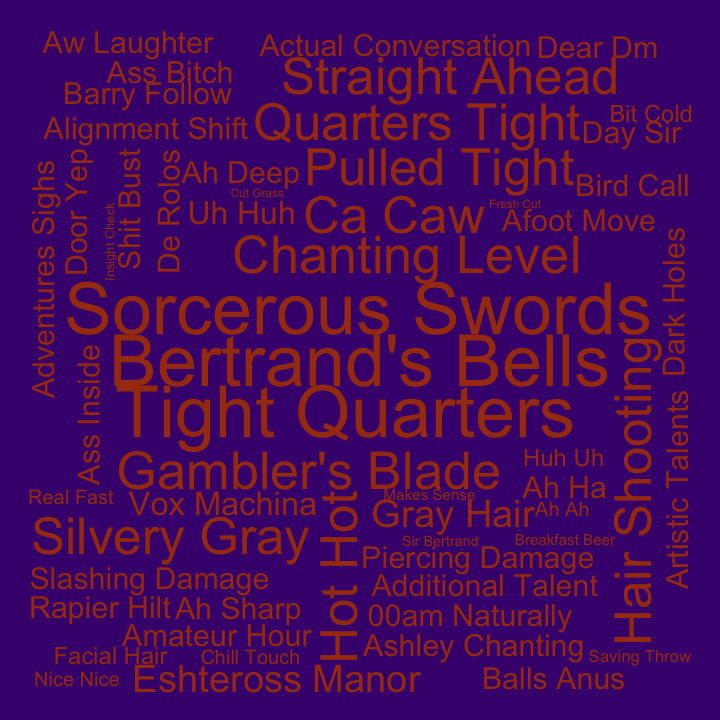 Aw Laughter
Actual Conversation
Dear Dm
Ass Bitch
Straight Ahead
Barry Follow
Quarters Tight
Bit Cold
Alignment Shift
Day Sir
Adventures Sighs
Door Yep
Insight Check
Shit Bust
De Rolos
Ah Deep
Pulled Tight
Bird Call
Cut Grass
Uh Huh
Ca Caw
Fresh Cut
Afoot Move
Chanting Level
Dark Holes
Sorcerous Swords
Bertrand's Bells
Tight Quarters
Ass Inside
Hair Shooting
Artistic Talents
Gambler's Blade
Huh Uh
Real Fast
Vox Machina
Hot Hot
Makes Sense
Ah Ha
Gray Hair
Ah Ah
Silvery Gray
Sir Bertrand
Breakfast Beer
Piercing Damage
Slashing Damage
Additional Talent
Rapier Hilt
Ah Sharp
00am Naturally
Amateur Hour
Ashley Chanting
Facial Hair
Chill Touch
Saving Throw
Nice Nice
Eshteross Manor
Balls Anus